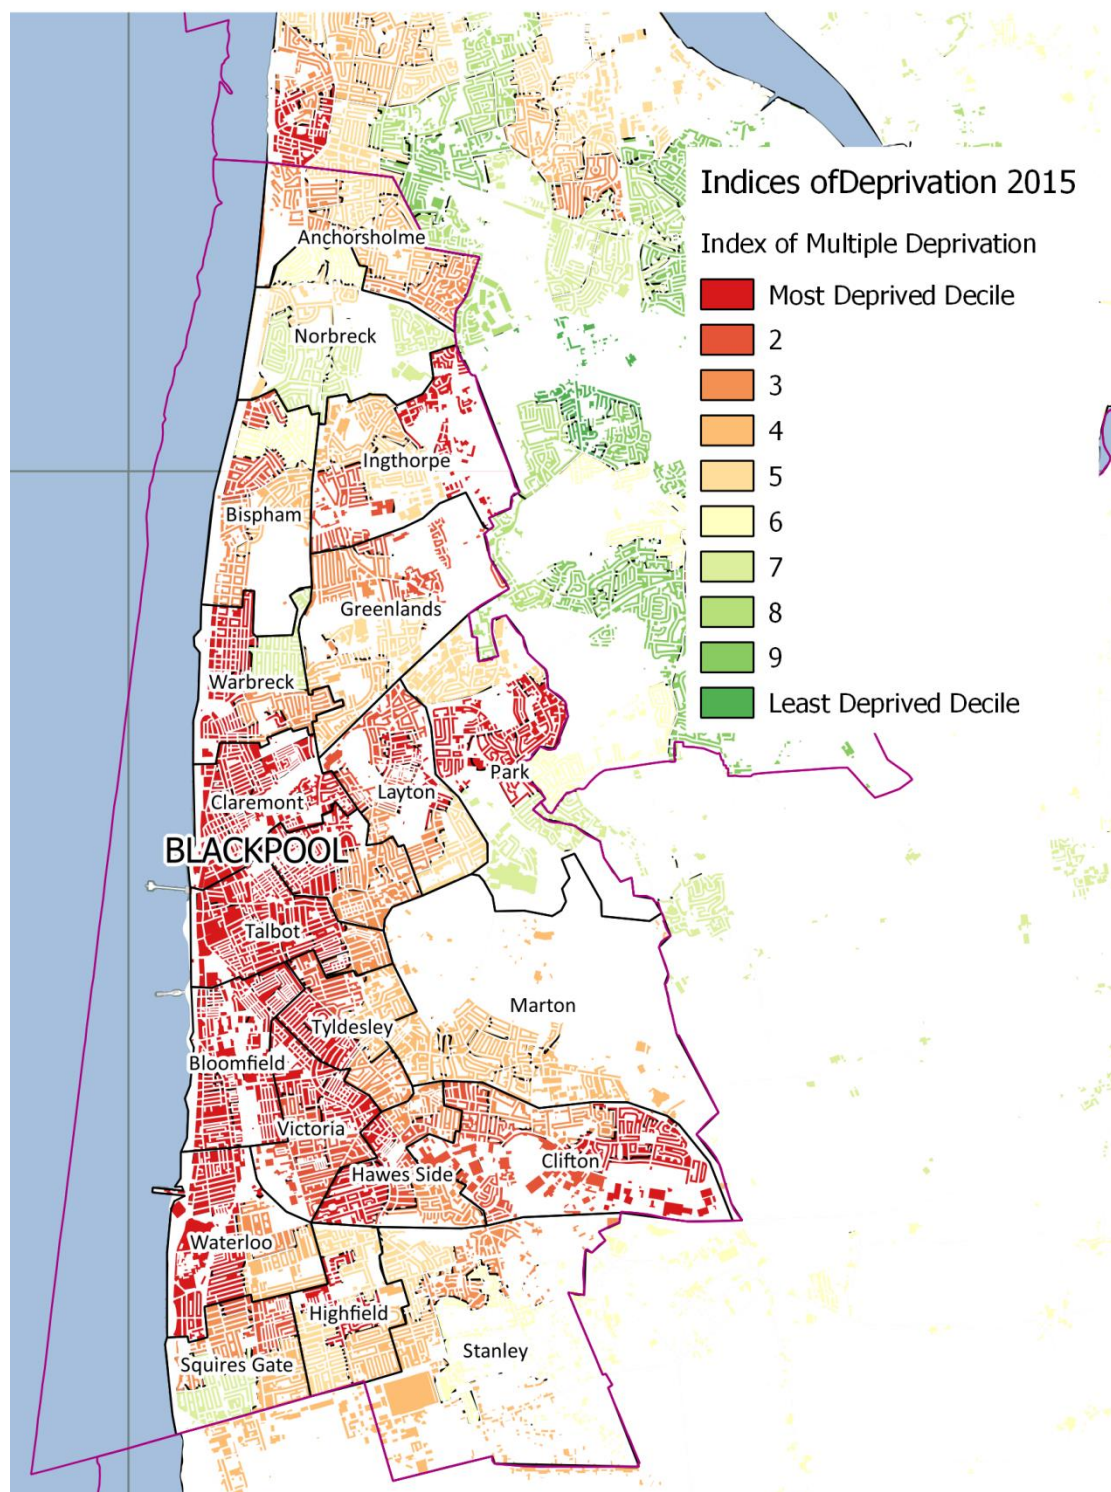 Indices ofDeprivation 2015
Index of Multiple Deprivation
Most Deprived Decile
2
3
4
5
6
7
8
9
Least Deprived Decile
Anchorsholme
Norbreck
Ingthorpe
Bispham
Greenlands
Warbreck
Park
Layton
Claremont
BLACKPOOL
Talbot
Marton
Tyldesley
Bloomfield
Victoria
Clifton
Hawes Side
Waterloo
Highfield
Stanley
Squires Gate